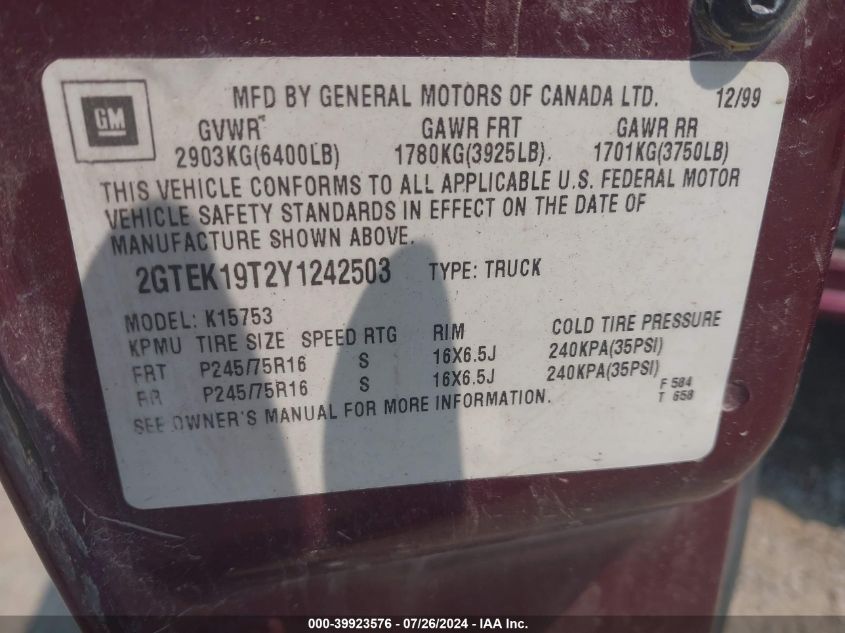 GM
MFD BY GENERAL MOTORS OF CANADA LTD. 12/99
GVWR GAWR FRT GAWR RR
2903KG(6400LB) 1780KG(3925LB). 1701KG(3750LB)
THIS VEHICLE CONFORMS TO ALL APPLICABLE U.S. FEDERAL MOTOR
VEHICLE SAFETY STANDARDS IN EFFECT ON THE DATE OF
MANUFACTURE SHOWN ABOVE.
2GTEK19T2Y1242503 TYPE: TRUCK
MODEL: K15753
KPMU TIRE SIZE SPEED RTG RIM COLD TIRE PRESSURE
FRT P245/75R16 S 16X6.5J 240KPA(35PSI)
RR P245/75R16 S 16X6.5J 240KPA(35PSI)
SEE OWNER'S MANUAL FOR MORE INFORMATION.
F 584
T 658
000-39923576 / 07/26/2024 - IAA Inc.